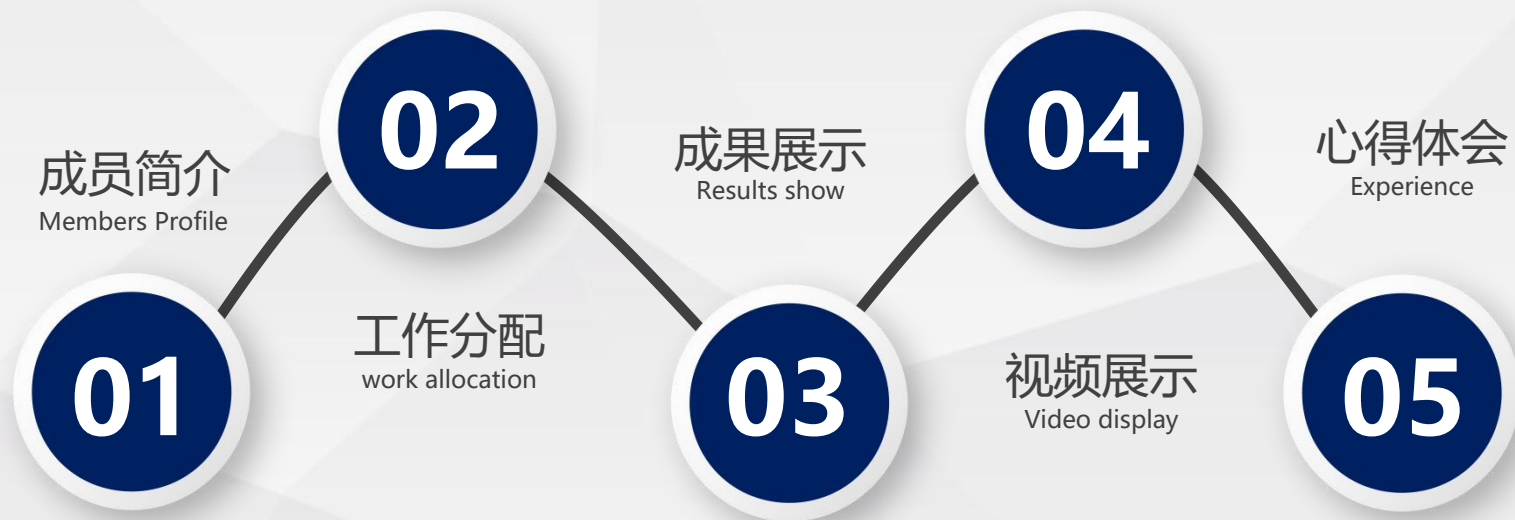 01
成员简介
Members Profile
02
工作分配
work allocation
03
成果展示
Results show
04
视频展示
Video display
05
心得体会
Experience